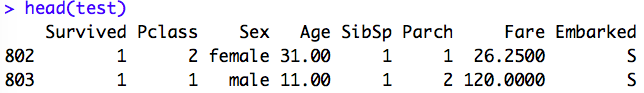 > head(test)
Survived Pclass Sex Age SibSp Parch Fare Embarked
802 1 2 female 31.00 1 1 26.2500 S
803 1 1 male 11.00 1 2 120.0000 S